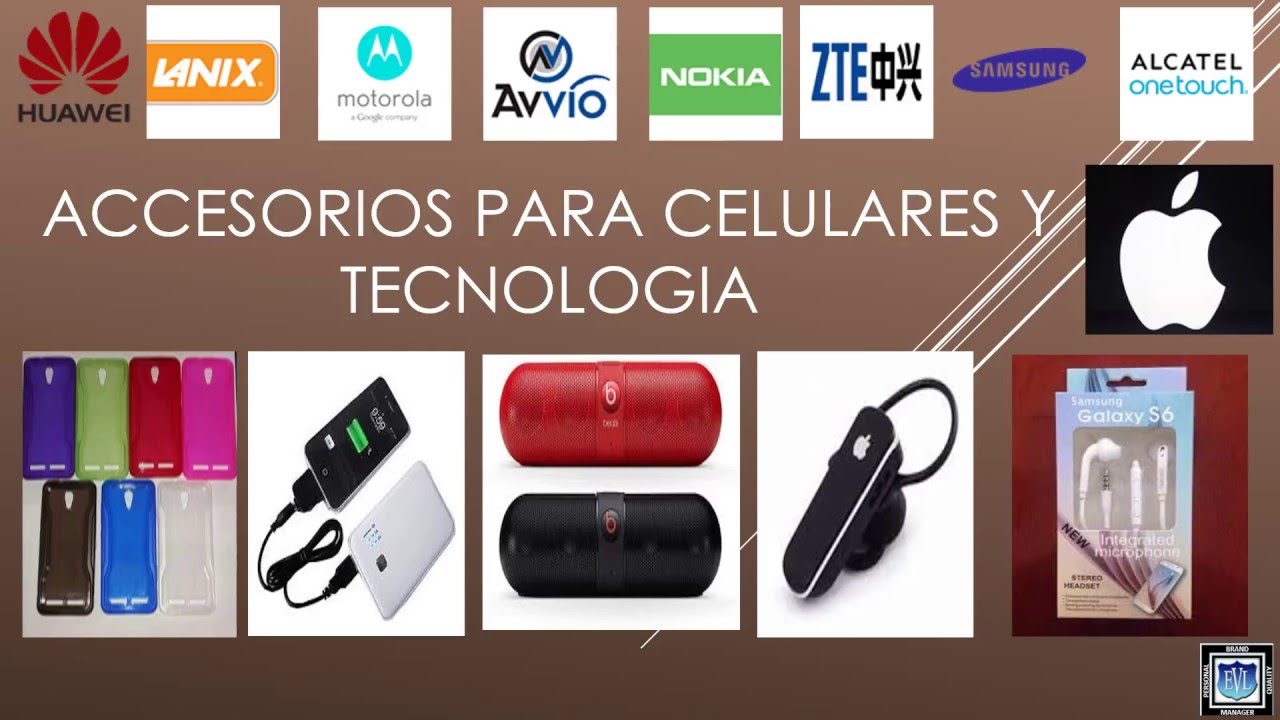 HUAWEI
LANIX
motorola
a Google company
AVVIO
NOKIA
ZTE中兴
SAMSUNG
ALCATEL
onetouch.
ACCESORIOS PARA CELULARES Y
TECNOLOGIA
beats
Samsung
Galaxy S6
NEW
Integrated
microphone
STEREO
HEADSET
BRAND
PERSONAL
EVL
QUALITY
MANAGER